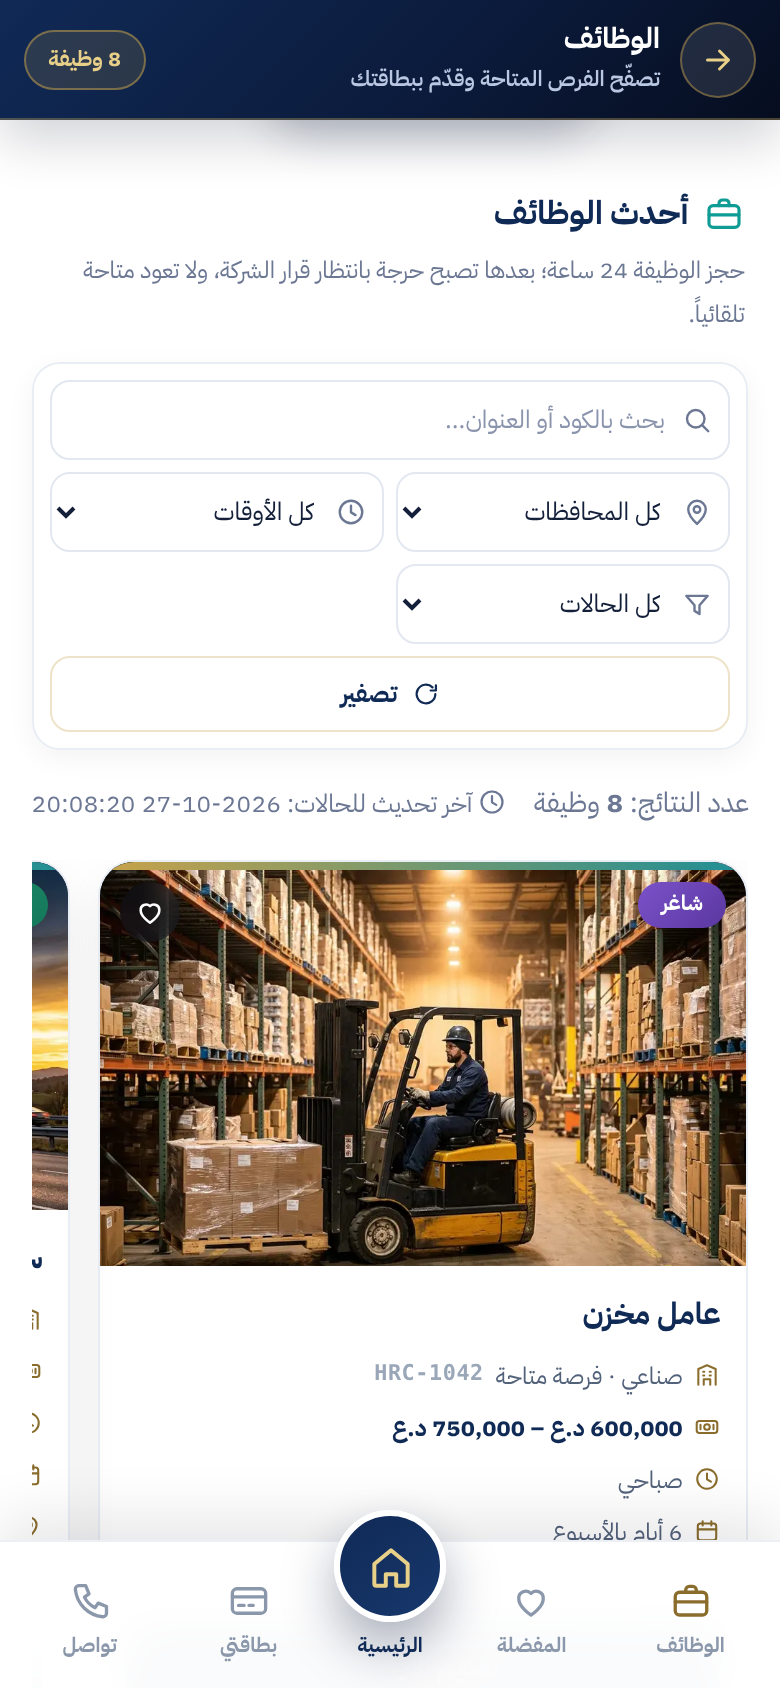 الوظائف
تصفّح الفرص المتاحة وقدّم ببطاقتك
8 وظيفة
أحدث الوظائف
حجز الوظيفة 24 ساعة؛ بعدها تصبح حرجة بانتظار قرار الشركة، ولا تعود متاحة
تلقائياً.
بحث بالكود أو العنوان...
كل المحافظات
كل الأوقات
كل الحالات
تصفير
عدد النتائج: 8 وظيفة
آخر تحديث للحالات: 2026-10-27 20:08:20
شاغر
عامل مخزن
صناعي · فرصة متاحة HRC-1042
600,000 د.ع – 750,000 د.ع
صباحي
6 أيام بالأسبوع
الوظائف
المفضلة
الرئيسية
بطاقتي
تواصل